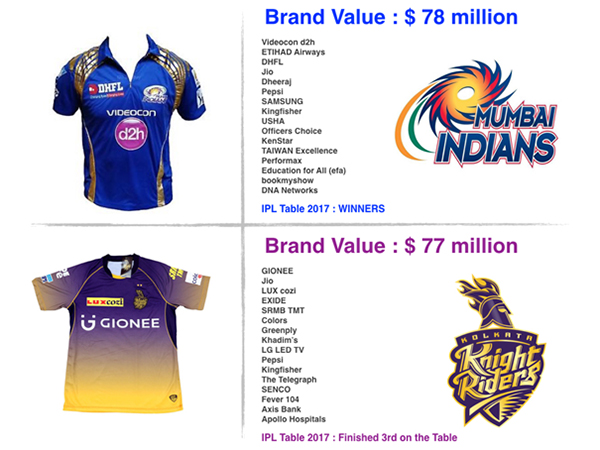 Brand Value : $ 78 million
Videocon d2h
ETIHAD Airways
DHFL
Jio
Dheeraj
Pepsi
SAMSUNG
Kingfisher
USHA
Officers Choice
KenStar
TAIWAN Excellence
Performax
Education for All (efa)
bookmyshow
DNA Networks
IPL Table 2017 : WINNERS
DHFL
VIDEOCON
d2h
MUMBAI
INDIANS
Brand Value : $ 77 million
GIONEE
Jio
LUX cozi
EXIDE
SRMB TMT
Colors
Greenply
Khadim's
LG LED TV
Pepsi
Kingfisher
The Telegraph
SENCO
Fever 104
Axis Bank
Apollo Hospitals
IPL Table 2017 : Finished 3rd on the Table
LUX cozi
GIONEE
KOLKATA
Knight
Riders